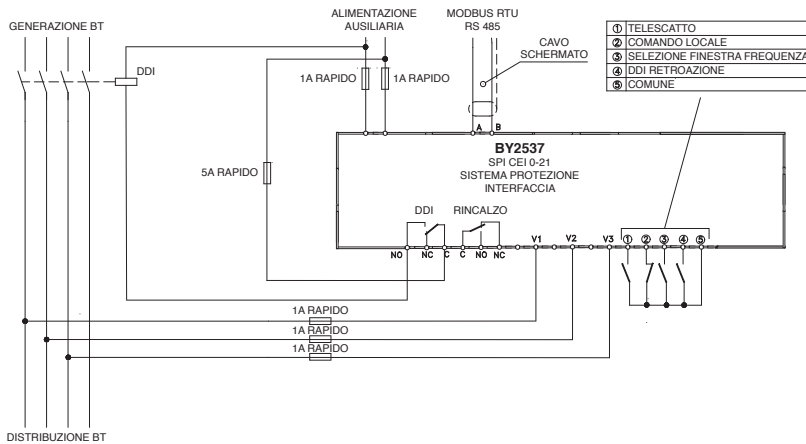 GENERAZIONE BT
ALIMENTAZIONE
AUSILIARIA
MODBUS RTU
RS 485
CAVO
SCHERMATO
① TELESCATTO
② COMANDO LOCALE
③ SELEZIONE FINESTRA FREQUENZA
④ DDI RETROAZIONE
⑤ COMUNE
DDI
1A RAPIDO
1A RAPIDO
A
B
BY2537
SPI CEI 0-21
SISTEMA PROTEZIONE
INTERFACCIA
5A RAPIDO
DDI
RINCALZO
V1
V2
V3
① ② ③ ④ ⑤
NO
NC
C
C
NO
NC
1A RAPIDO
1A RAPIDO
1A RAPIDO
DISTRIBUZIONE BT